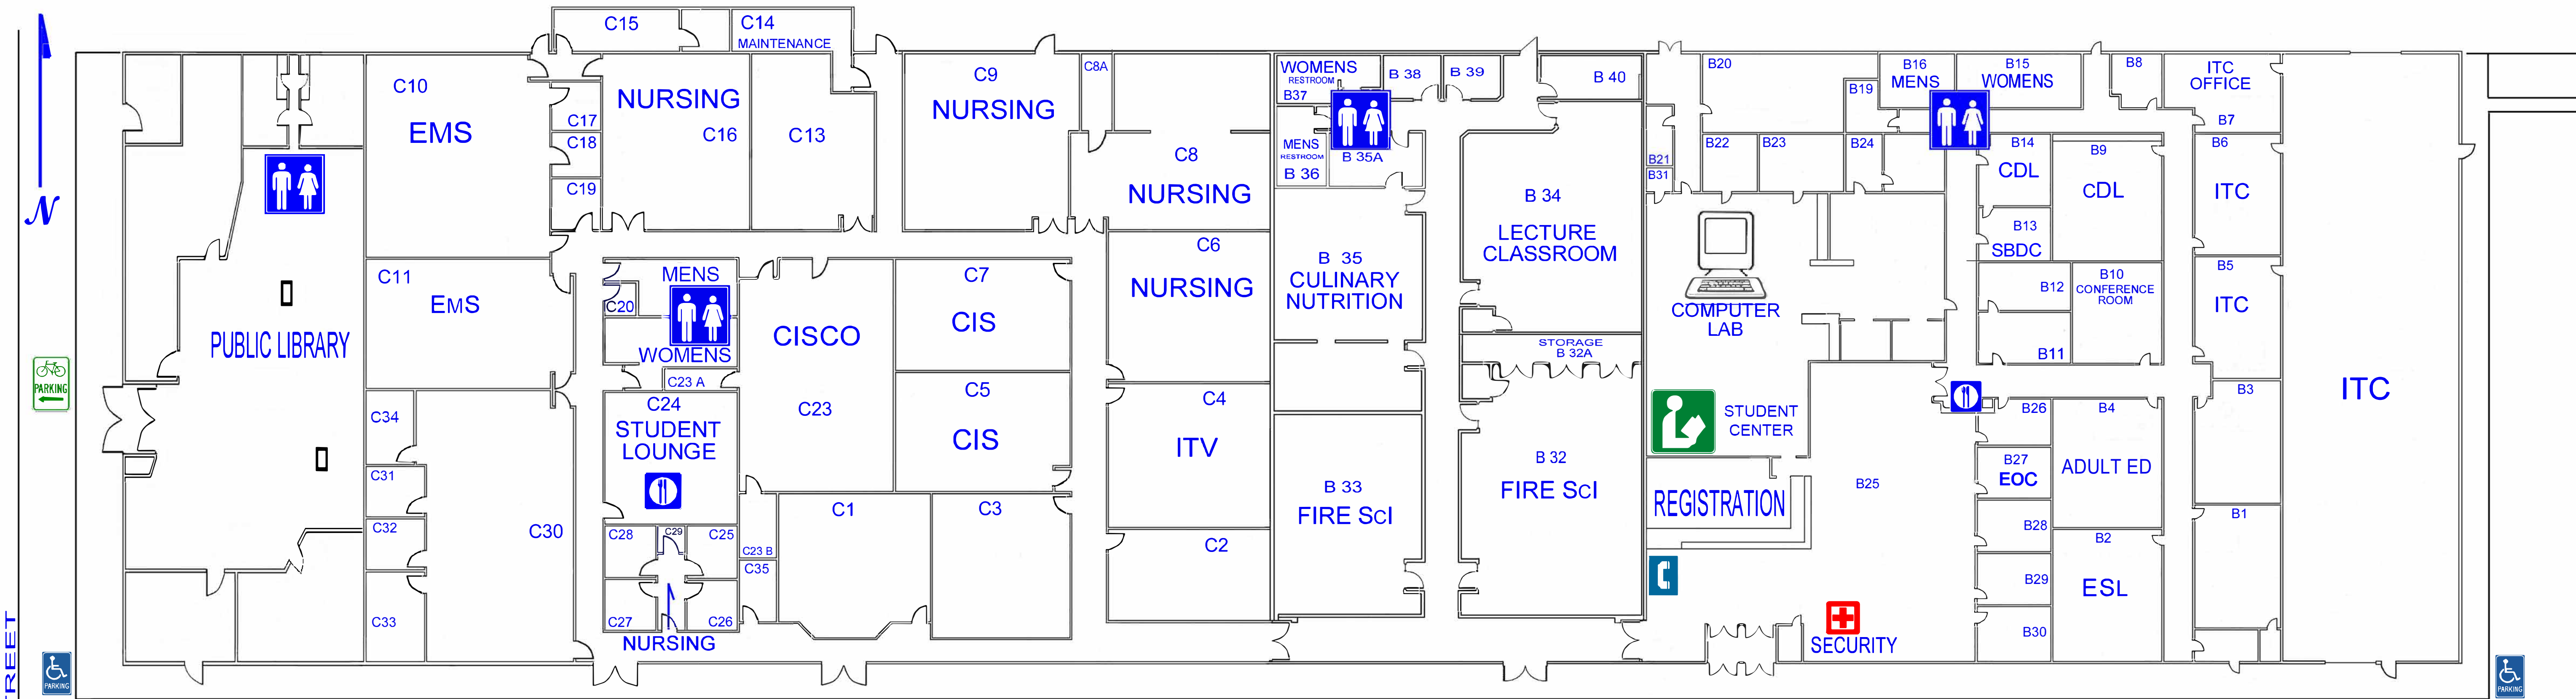 C15
C14
MAINTENANCE
C10
EMS
C17
C18
C19
NURSING
C16
C13
C9
NURSING
C8A
C8
NURSING
WOMENS
RESTROOM
B37
B 38
B 39
B 40
MENS
RESTROOM
B 36
B 35A
B20
B19
B16
MENS
B15
WOMENS
B8
ITC
OFFICE
B7
B21
B31
B22
B23
B24
B14
CDL
B9
CDL
B6
ITC
B13
SBDC
N
C11
EMS
MENS
C20
WOMENS
C23 A
CISCO
C23
C7
CIS
C5
CIS
C6
NURSING
C4
ITV
C2
B 35
CULINARY
NUTRITION
B 34
LECTURE
CLASSROOM
STORAGE
B 32A
COMPUTER
LAB
B12
B11
B10
CONFERENCE
ROOM
B5
ITC
ITC
PUBLIC LIBRARY
PARKING
C34
C31
C32
C33
C30
C24
STUDENT
LOUNGE
C28
C29
C25
C27
C26
NURSING
C23 B
C35
C1
C3
B 33
FIRE SCI
B 32
FIRE SCI
STUDENT
CENTER
REGISTRATION
B25
SECURITY
B26
B27
EOC
B28
B29
B30
B4
ADULT ED
B2
ESL
B3
B1
REET
PARKING
PARKING